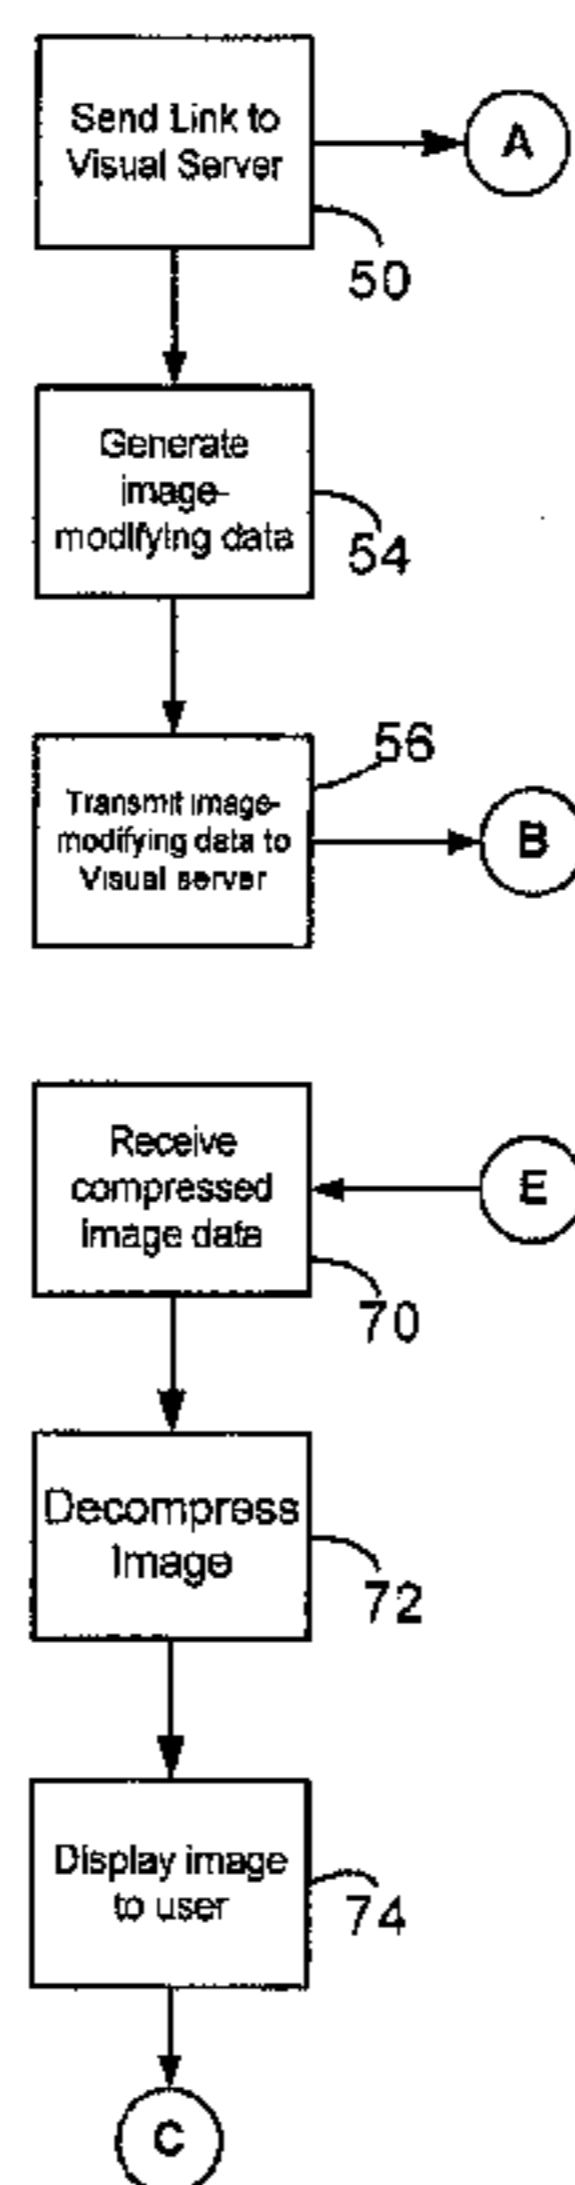 Send Link to
Visual Server
A
50
Generate
image-
modifying data
54
56
Transmit image-
modifying data to
Visual server
B
Receive
compressed
image data
E
70
Decompress
Image
72
Display image
to user
74
C